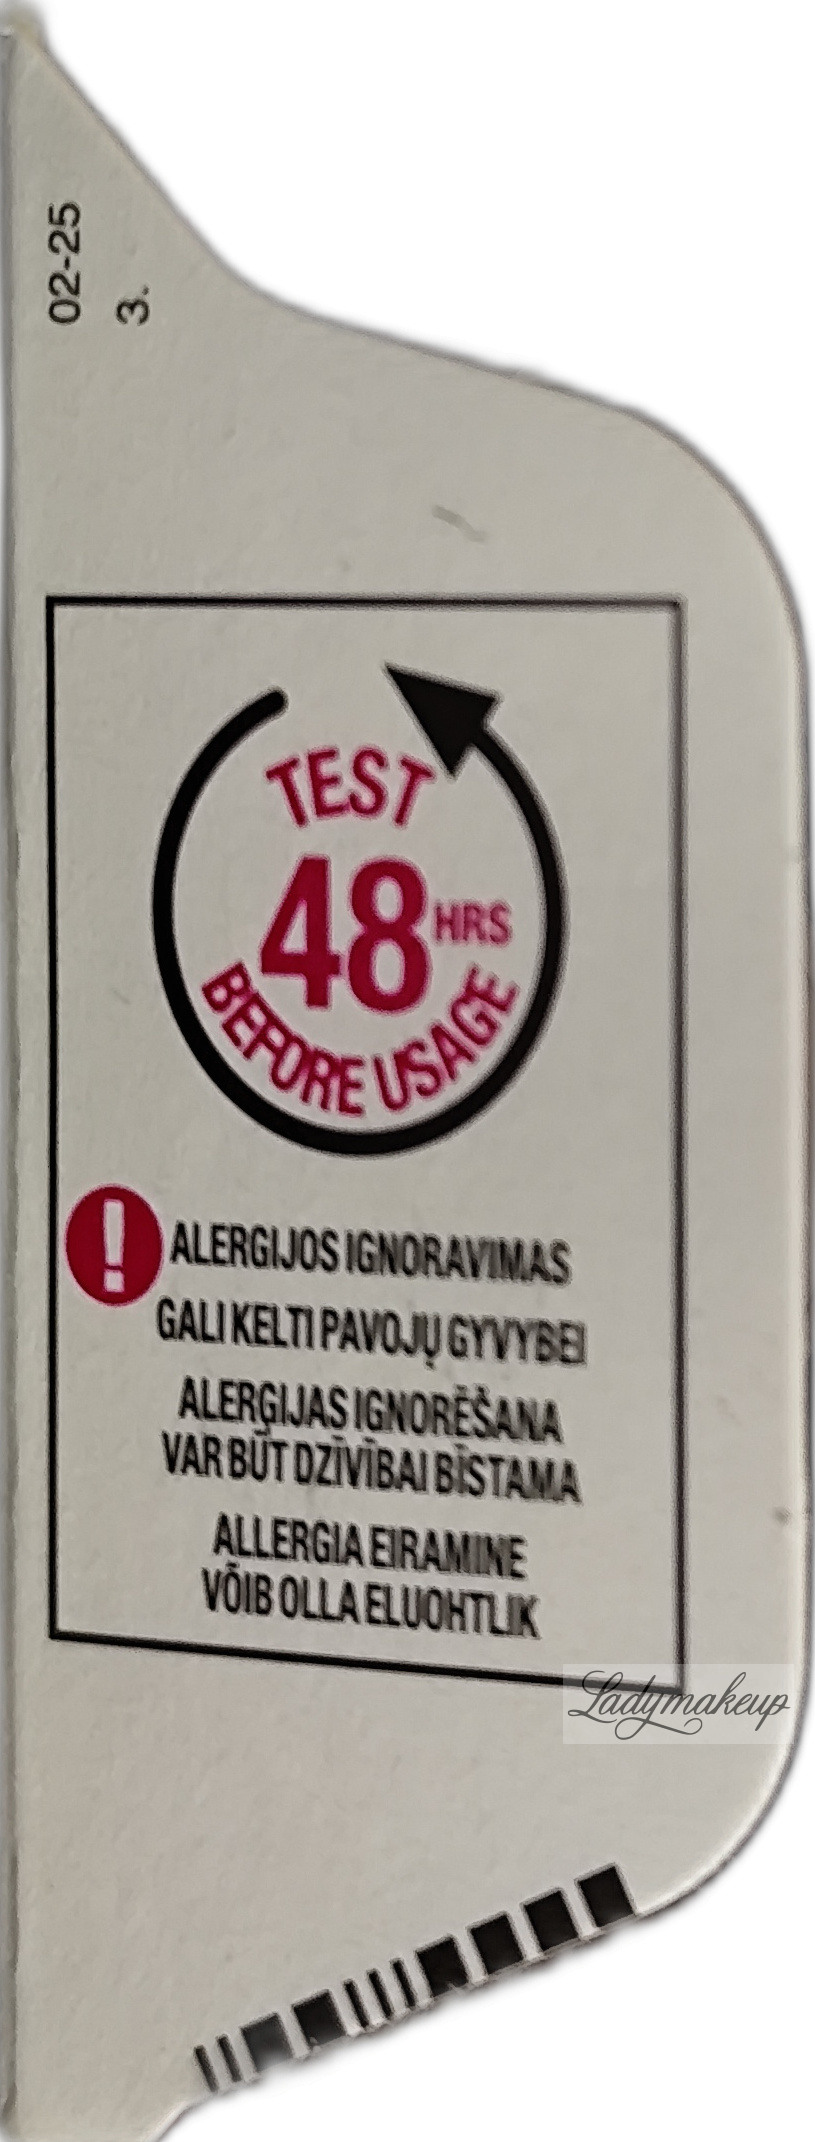 02-25
3.
TEST
48 HRS
BEFORE USAGE
!
ALERGIJOS IGNORAVIMAS
GALI KELTI PAVOJŲ GYVYBEI
ALERĢIJAS IGNORĒŠANA
VAR BŪT DZĪVĪBAI BĪSTAMA
ALLERGIA EIRAMINE
VÕIB OLLA ELUOHTLIK
Ladymakeup